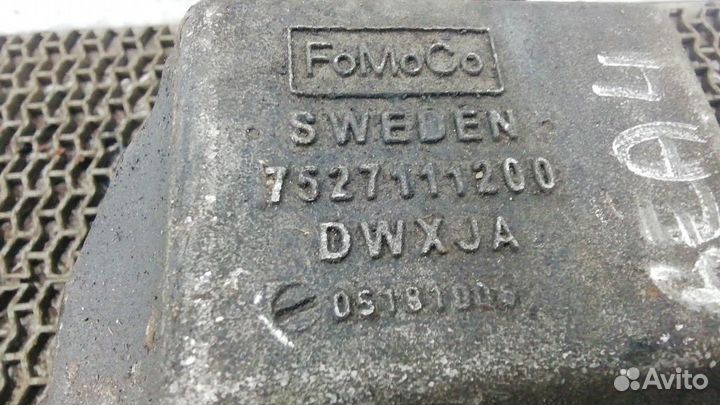 FoMoCo
SWEDEN
7527111200
DWXJA
Avito